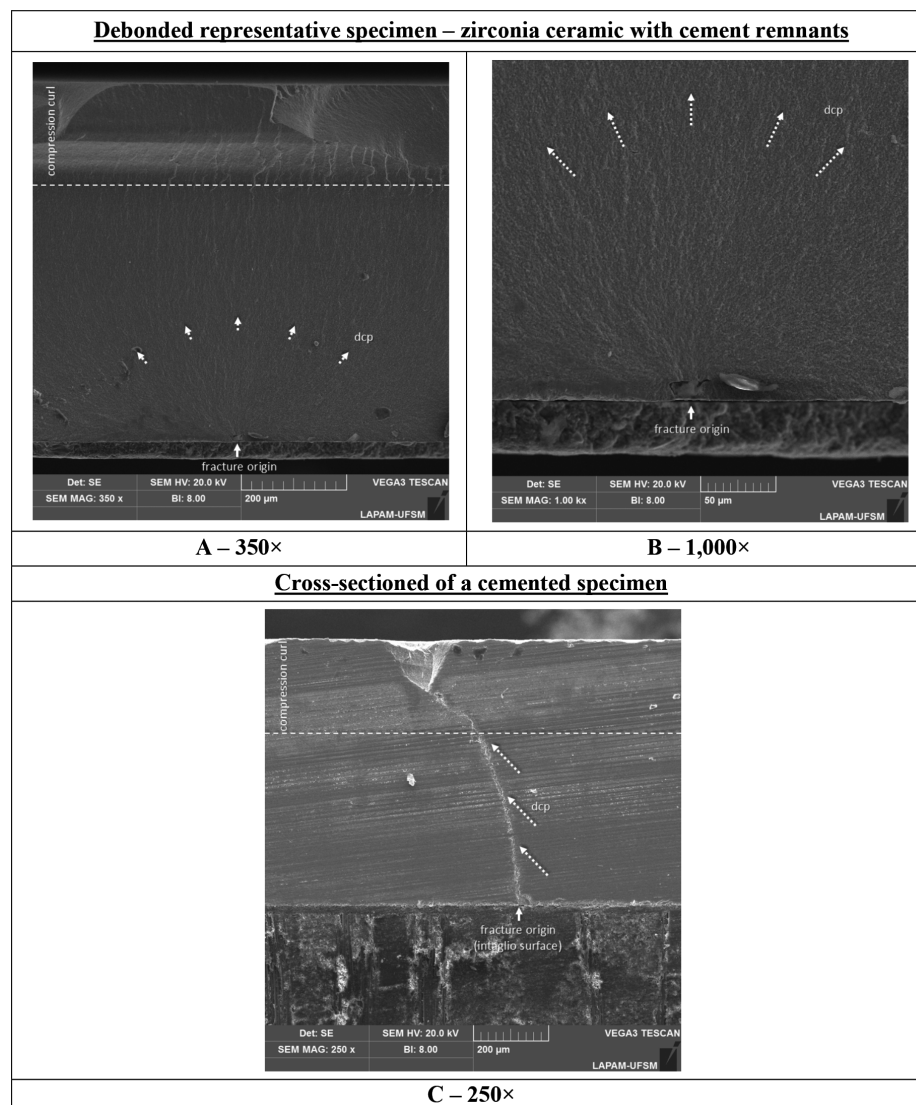 Debonded representative specimen – zirconia ceramic with cement remnants
compression curl
dcp
fracture origin
Det: SE SEM HV: 20.0 kV VEGA3 TESCAN
SEM MAG: 350 x BI: 8.00 200 µm
LAPAM-UFSM
dcp
fracture origin
Det: SE SEM HV: 20.0 kV VEGA3 TESCAN
SEM MAG: 1.00 kx BI: 8.00 50 µm
LAPAM-UFSM
A – 350×
B – 1,000×
Cross-sectioned of a cemented specimen
compression curl
dcp
fracture origin
(intaglio surface)
Det: SE SEM HV: 20.0 kV VEGA3 TESCAN
SEM MAG: 250 x BI: 8.00 200 µm
LAPAM-UFSM
C – 250×